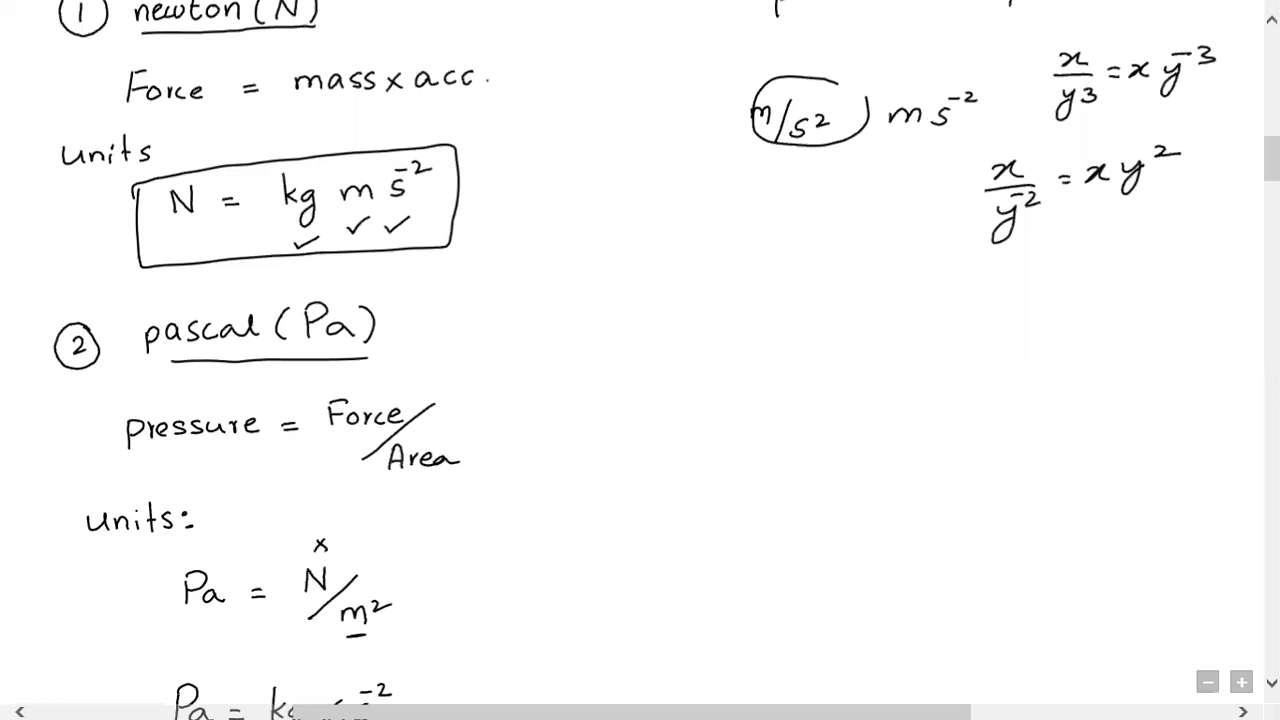 ① newton (N)
Force = mass x acc.
units
N = kg m s⁻²
② pascal (Pa)
pressure = Force/Area
units:
x
Pa = N/m²
Pa =
m/s² ) m s⁻²
x/y³ = x y⁻³
x/y⁻² = x y²